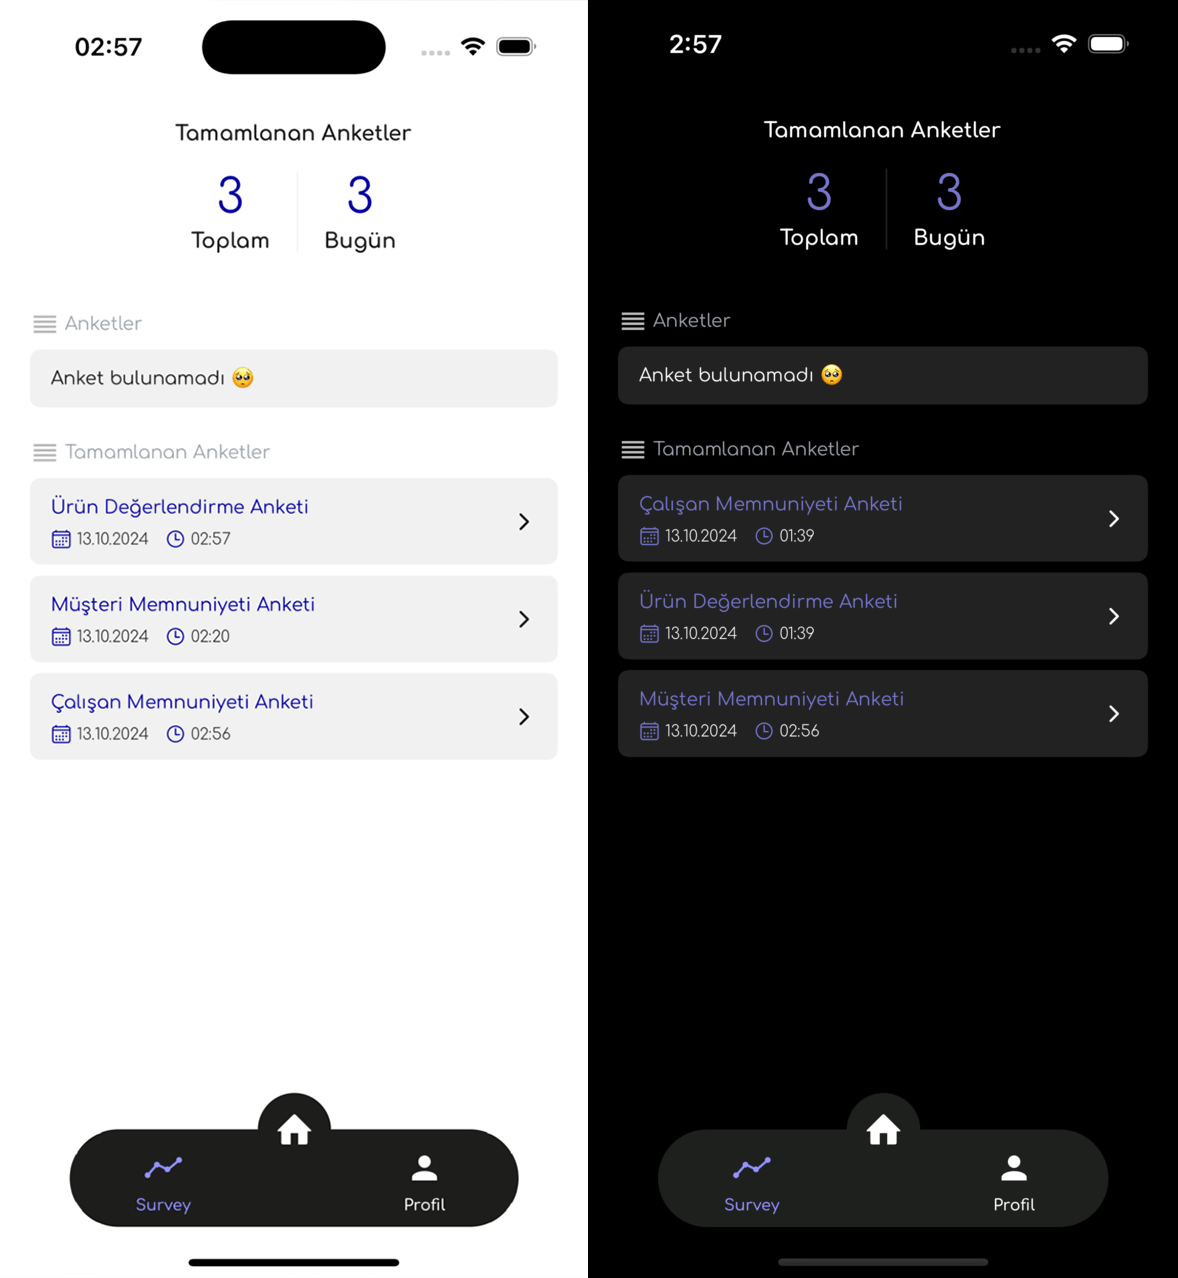 02:57
Tamamlanan Anketler
3 3
Toplam Bugün
Anketler
Anket bulunamadı 🥺
Tamamlanan Anketler
Ürün Değerlendirme Anketi
13.10.2024 02:57
Müşteri Memnuniyeti Anketi
13.10.2024 02:20
Çalışan Memnuniyeti Anketi
13.10.2024 02:56
Survey Profil
2:57
Tamamlanan Anketler
3 3
Toplam Bugün
Anketler
Anket bulunamadı 🥺
Tamamlanan Anketler
Çalışan Memnuniyeti Anketi
13.10.2024 01:39
Ürün Değerlendirme Anketi
13.10.2024 01:39
Müşteri Memnuniyeti Anketi
13.10.2024 02:56
Survey Profil